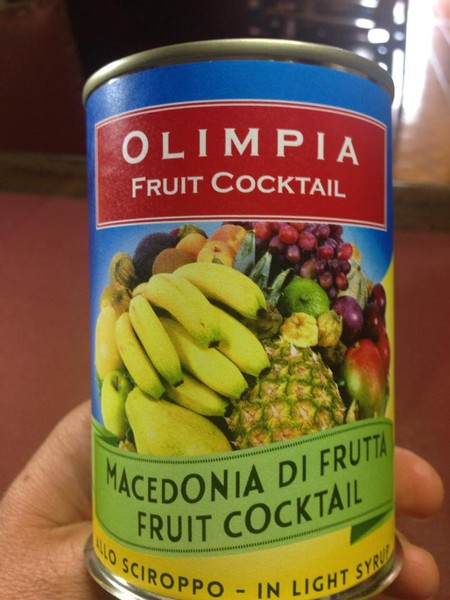 OLIMPIA
FRUIT COCKTAIL
MACEDONIA DI FRUTTA
FRUIT COCKTAIL
ALLO SCIROPPO - IN LIGHT SYRUP